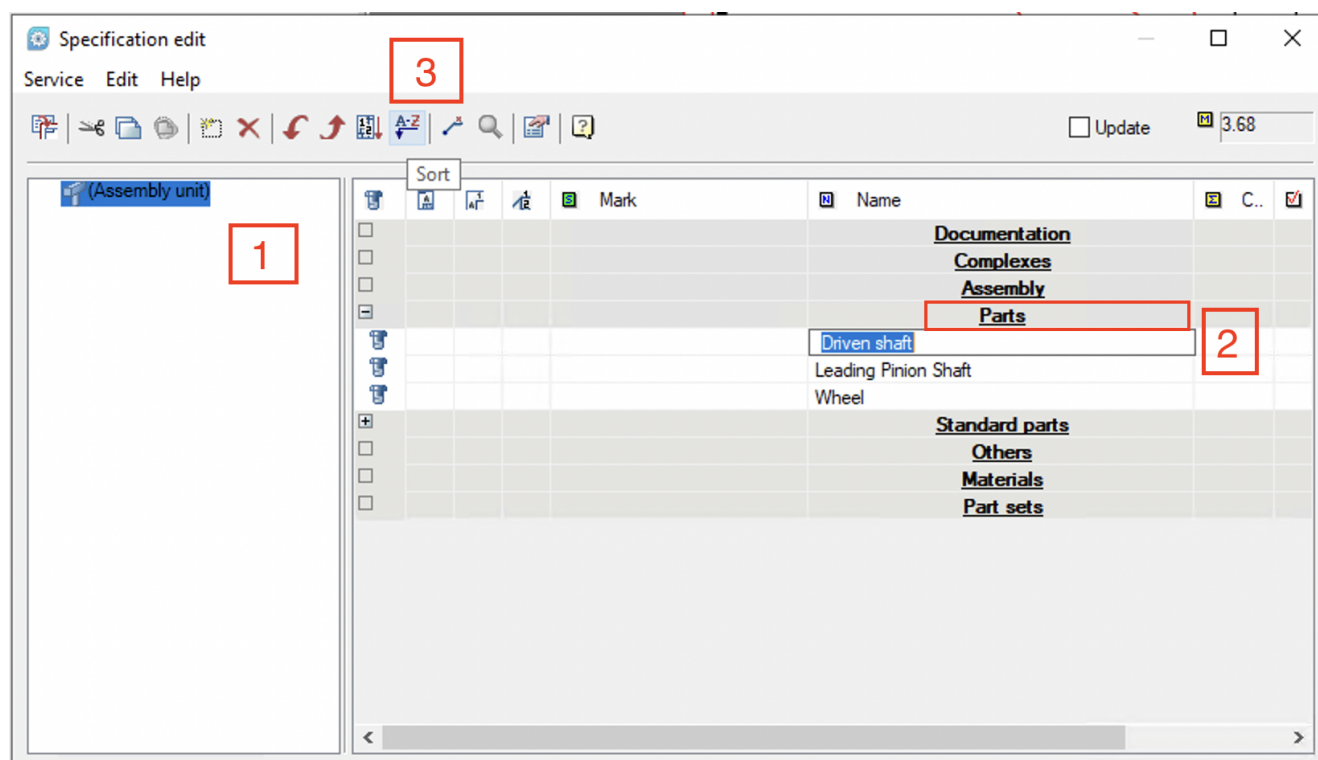 Specification edit
Service Edit Help
3
A-Z
Update
M 3.68
Sort
(Assembly unit)
S Mark
N Name
Σ C..
1
Documentation
Complexes
Assembly
Parts
2
Driven shaft
Leading Pinion Shaft
Wheel
Standard parts
Others
Materials
Part sets